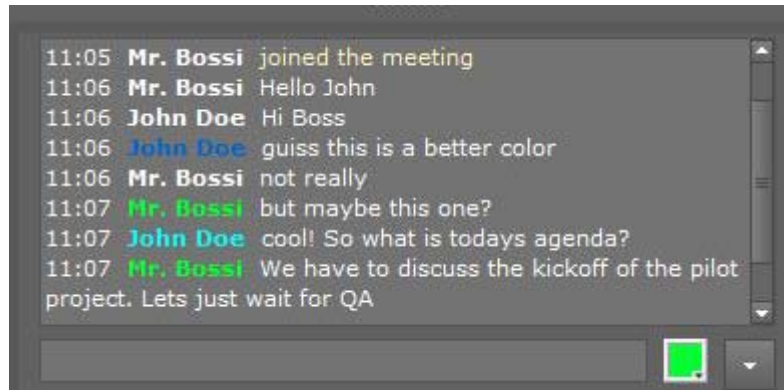 11:05 Mr. Bossi joined the meeting
11:06 Mr. Bossi Hello John
11:06 John Doe Hi Boss
11:06 John Doe guiss this is a better color
11:06 Mr. Bossi not really
11:07 Mr. Bossi but maybe this one?
11:07 John Doe cool! So what is todays agenda?
11:07 Mr. Bossi We have to discuss the kickoff of the pilot
project. Lets just wait for QA